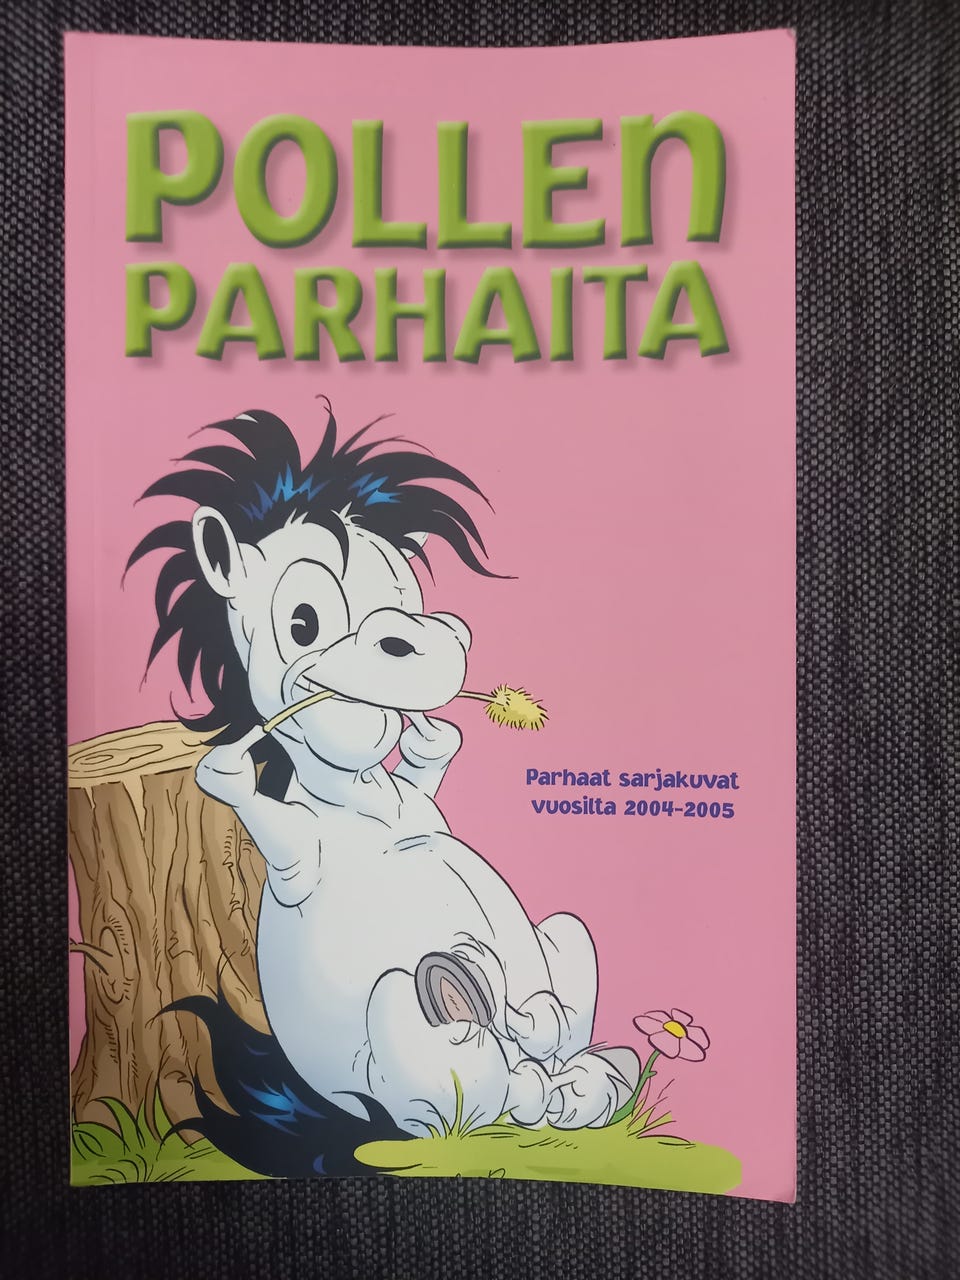 POLLEN
PARHAITA
Parhaat sarjakuvat
vuosilta 2004-2005